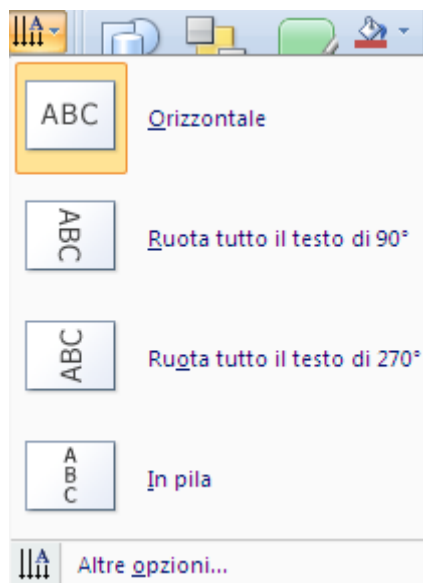 ABC
Orizzontale
ABC
Ruota tutto il testo di 90°
ABC
Ruota tutto il testo di 270°
A
B
C
In pila
A
Altre opzioni...